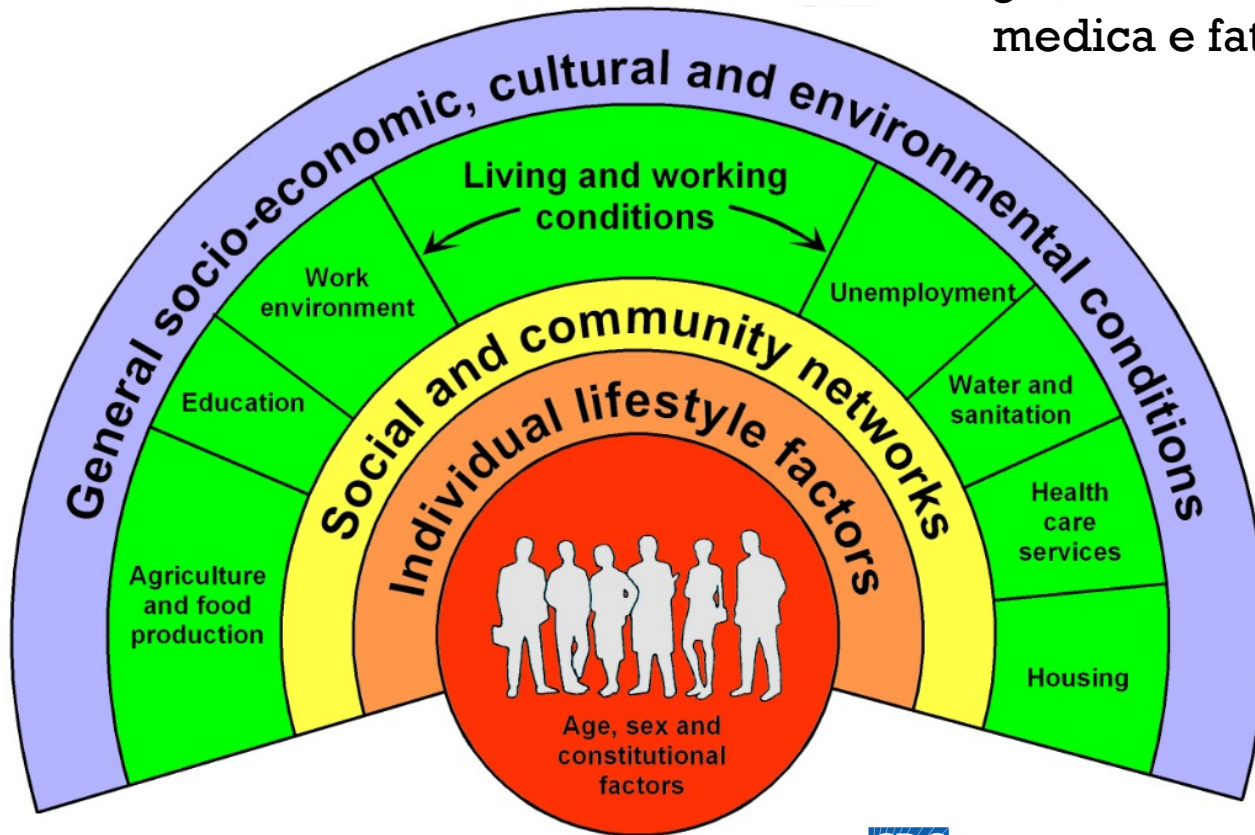 medica e
General socio-economic, cultural and environmental conditions
Living and working
conditions
Work
environment
Unemployment
Education
Water and
sanitation
Agriculture
and food
production
Health
care
services
Housing
Social and community networks
Individual lifestyle factors
Age, sex and
constitutional
factors